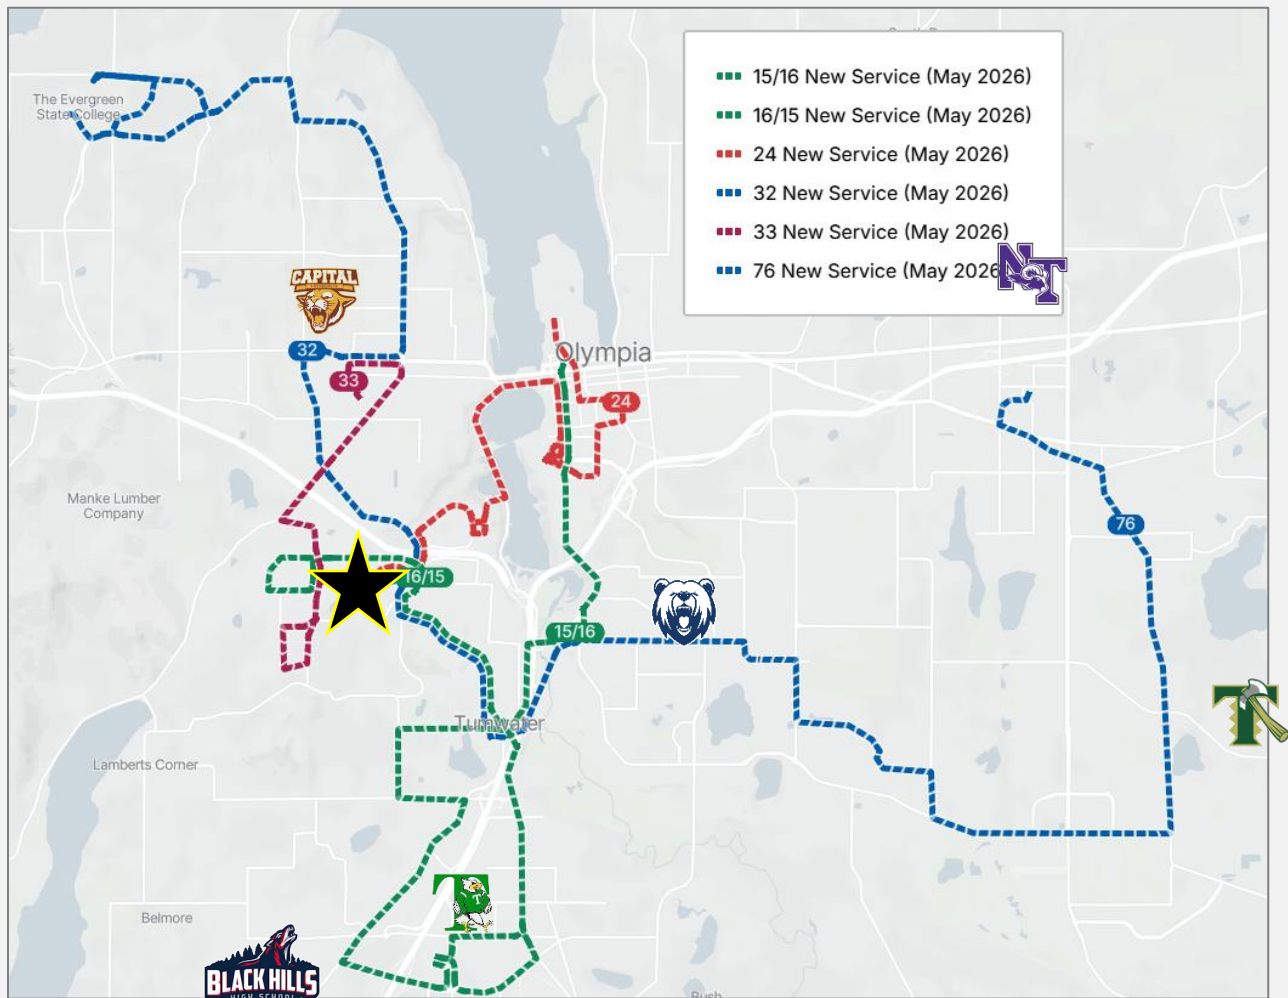 15/16 New Service (May 2026)
16/15 New Service (May 2026)
24 New Service (May 2026)
32 New Service (May 2026)
33 New Service (May 2026)
76 New Service (May 2026
NT
The Evergreen
State College
CAPITAL
32
33
Olympia
24
Manke Lumber
Company
76
16/15
15/16
Tumwater
T
Lamberts Corner
T
T
Belmore
BLACK HILLS
HIGH SCHOOL
Bush